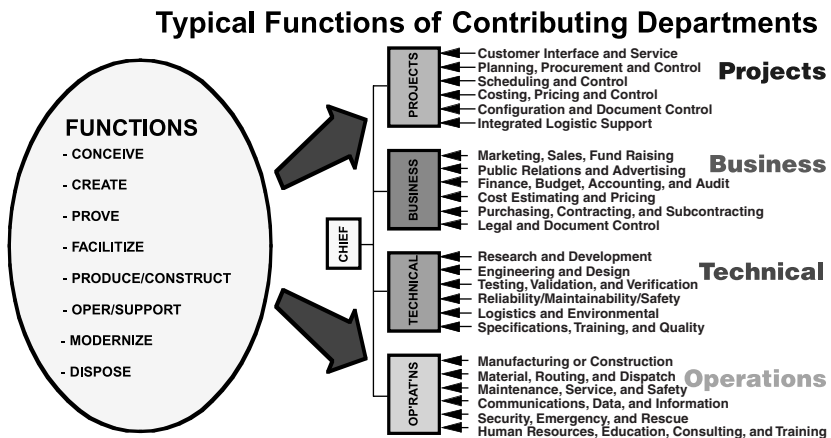 Typical Functions of Contributing Departments
FUNCTIONS
- CONCEIVE
- CREATE
- PROVE
- FACILITIZE
- PRODUCE/CONSTRUCT
- OPER/SUPPORT
- MODERNIZE
- DISPOSE
CHIEF
PROJECTS
Customer Interface and Service
Planning, Procurement and Control
Scheduling and Control
Costing, Pricing and Control
Configuration and Document Control
Integrated Logistic Support
Projects
BUSINESS
Marketing, Sales, Fund Raising
Public Relations and Advertising
Finance, Budget, Accounting, and Audit
Cost Estimating and Pricing
Purchasing, Contracting, and Subcontracting
Legal and Document Control
Business
TECHNICAL
Research and Development
Engineering and Design
Testing, Validation, and Verification
Reliability/Maintainability/Safety
Logistics and Environmental
Specifications, Training, and Quality
Technical
OP'RAT'NS
Manufacturing or Construction
Material, Routing, and Dispatch
Maintenance, Service, and Safety
Communications, Data, and Information
Security, Emergency, and Rescue
Human Resources, Education, Consulting, and Training
Operations